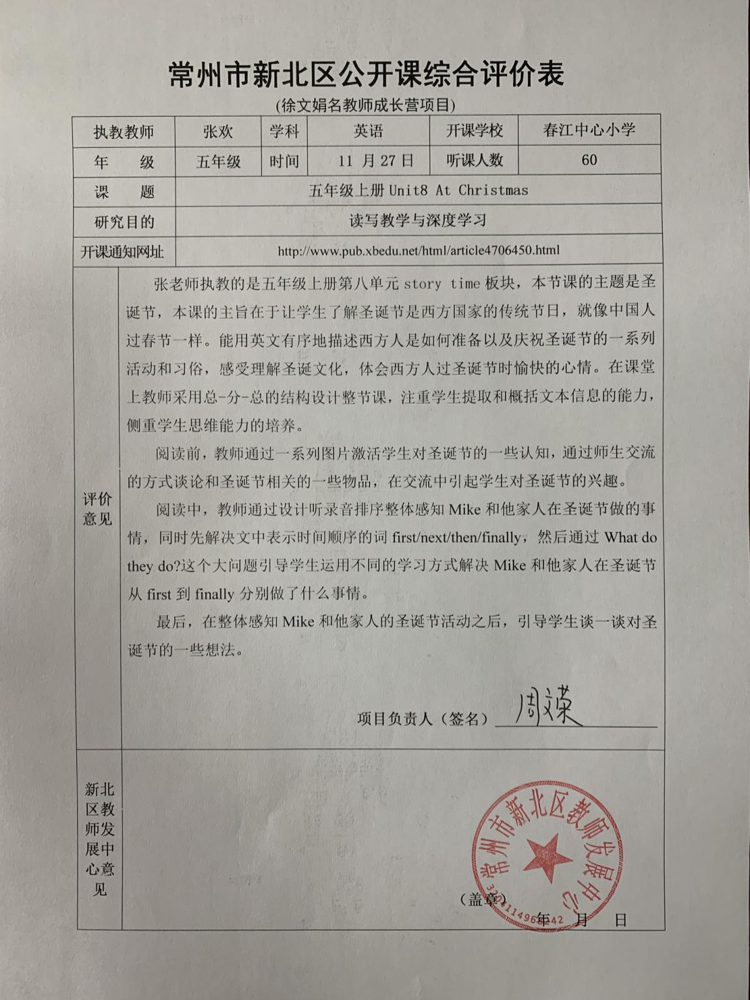 常州市新北区公开课综合评价表
(徐文娟名教师成长营项目)
执教教师 张欢 学科 英语 开课学校 春江中心小学
年 级 五年级 时间 11 月 27 日 听课人数 60
课 题 五年级上册 Unit8 At Christmas
研究目的 读写教学与深度学习
开课通知网址 http://www.pub.xbedu.net/html/article4706450.html
评价
意见
张老师执教的是五年级上册第八单元 story time 板块，本节课的主题是圣
诞节，本课的主旨在于让学生了解圣诞节是西方国家的传统节日，就像中国人
过春节一样。能用英文有序地描述西方人是如何准备以及庆祝圣诞节的一系列
活动和习俗，感受理解圣诞文化，体会西方人过圣诞节时愉快的心情。在课堂
上教师采用总-分-总的结构设计整节课，注重学生提取和概括文本信息的能力，
侧重学生思维能力的培养。
阅读前，教师通过一系列图片激活学生对圣诞节的一些认知，通过师生交流
的方式谈论和圣诞节相关的一些物品，在交流中引起学生对圣诞节的兴趣。
阅读中，教师通过设计听录音排序整体感知 Mike 和他家人在圣诞节做的事
情，同时先解决文中表示时间顺序的词 first/next/then/finally，然后通过 What do
they do?这个大问题引导学生运用不同的学习方式解决 Mike 和他家人在圣诞节
从 first 到 finally 分别做了什么事情。
最后，在整体感知 Mike 和他家人的圣诞节活动之后，引导学生谈一谈对圣
诞节的一些想法。
项目负责人（签名） 周文荣
新北
区教
师发
展中
心意
见
常州市新北区教师发展中心
（盖章）
年 月 日